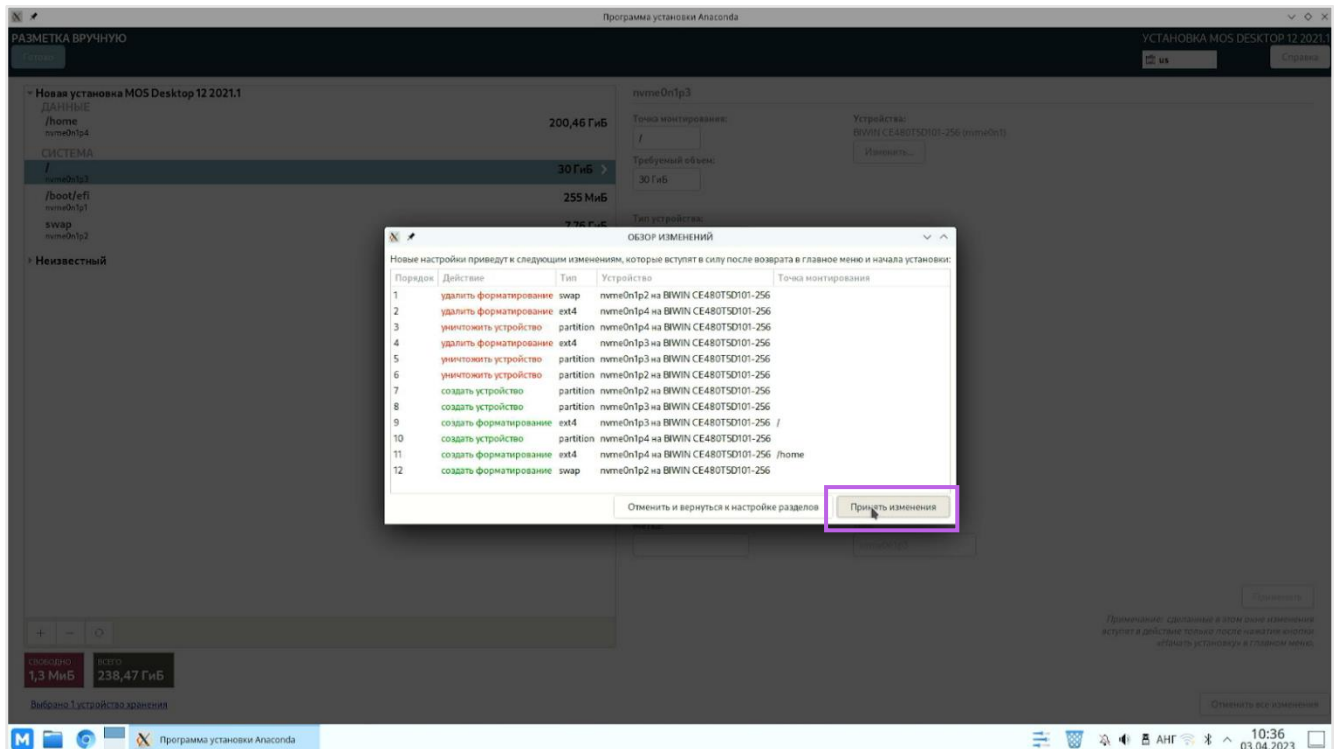 Программа установки Anaconda
РАЗМЕТКА ВРУЧНУЮ
УСТАНОВКА MOS DESKTOP 12 2021.1
Готово
us
Справка
Новая установка MOS Desktop 12 2021.1
ДАННЫЕ
/home
200,46 ГиБ
nvme0n1p4
СИСТЕМА
/
30 ГиБ
nvme0n1p3
/boot/efi
255 МиБ
nvme0n1p1
swap
7,76 ГиБ
nvme0n1p2
Неизвестный
nvme0n1p3
Точка монтирования:
/
Требуемый объем:
30 ГиБ
Устройства:
BIWIN CE480T5D101-256 (nvme0n1)
Изменить...
Тип устройства:
ОБЗОР ИЗМЕНЕНИЙ
Новые настройки приведут к следующим изменениям, которые вступят в силу после возврата в главное меню и начала установки:
Порядок Действие Тип Устройство Точка монтирования
1 удалить форматирование swap nvme0n1p2 на BIWIN CE480T5D101-256
2 удалить форматирование ext4 nvme0n1p4 на BIWIN CE480T5D101-256
3 уничтожить устройство partition nvme0n1p4 на BIWIN CE480T5D101-256
4 удалить форматирование ext4 nvme0n1p3 на BIWIN CE480T5D101-256
5 уничтожить устройство partition nvme0n1p3 на BIWIN CE480T5D101-256
6 уничтожить устройство partition nvme0n1p2 на BIWIN CE480T5D101-256
7 создать устройство partition nvme0n1p2 на BIWIN CE480T5D101-256
8 создать устройство partition nvme0n1p3 на BIWIN CE480T5D101-256
9 создать форматирование ext4 nvme0n1p3 на BIWIN CE480T5D101-256 /
10 создать устройство partition nvme0n1p4 на BIWIN CE480T5D101-256
11 создать форматирование ext4 nvme0n1p4 на BIWIN CE480T5D101-256 /home
12 создать форматирование swap nvme0n1p2 на BIWIN CE480T5D101-256
Отменить и вернуться к настройке разделов
Принять изменения
nvme0n1p3
Применить
Примечание: сделанные в этом окне изменения
вступят в действие только после нажатия кнопки
«Начать установку» в главном меню.
СВОБОДНО
1,3 МиБ
ВСЕГО
238,47 ГиБ
Выбрано 1 устройство хранения
Отменить все изменения
M
Программа установки Anaconda
АНГ
10:36
03.04.2023